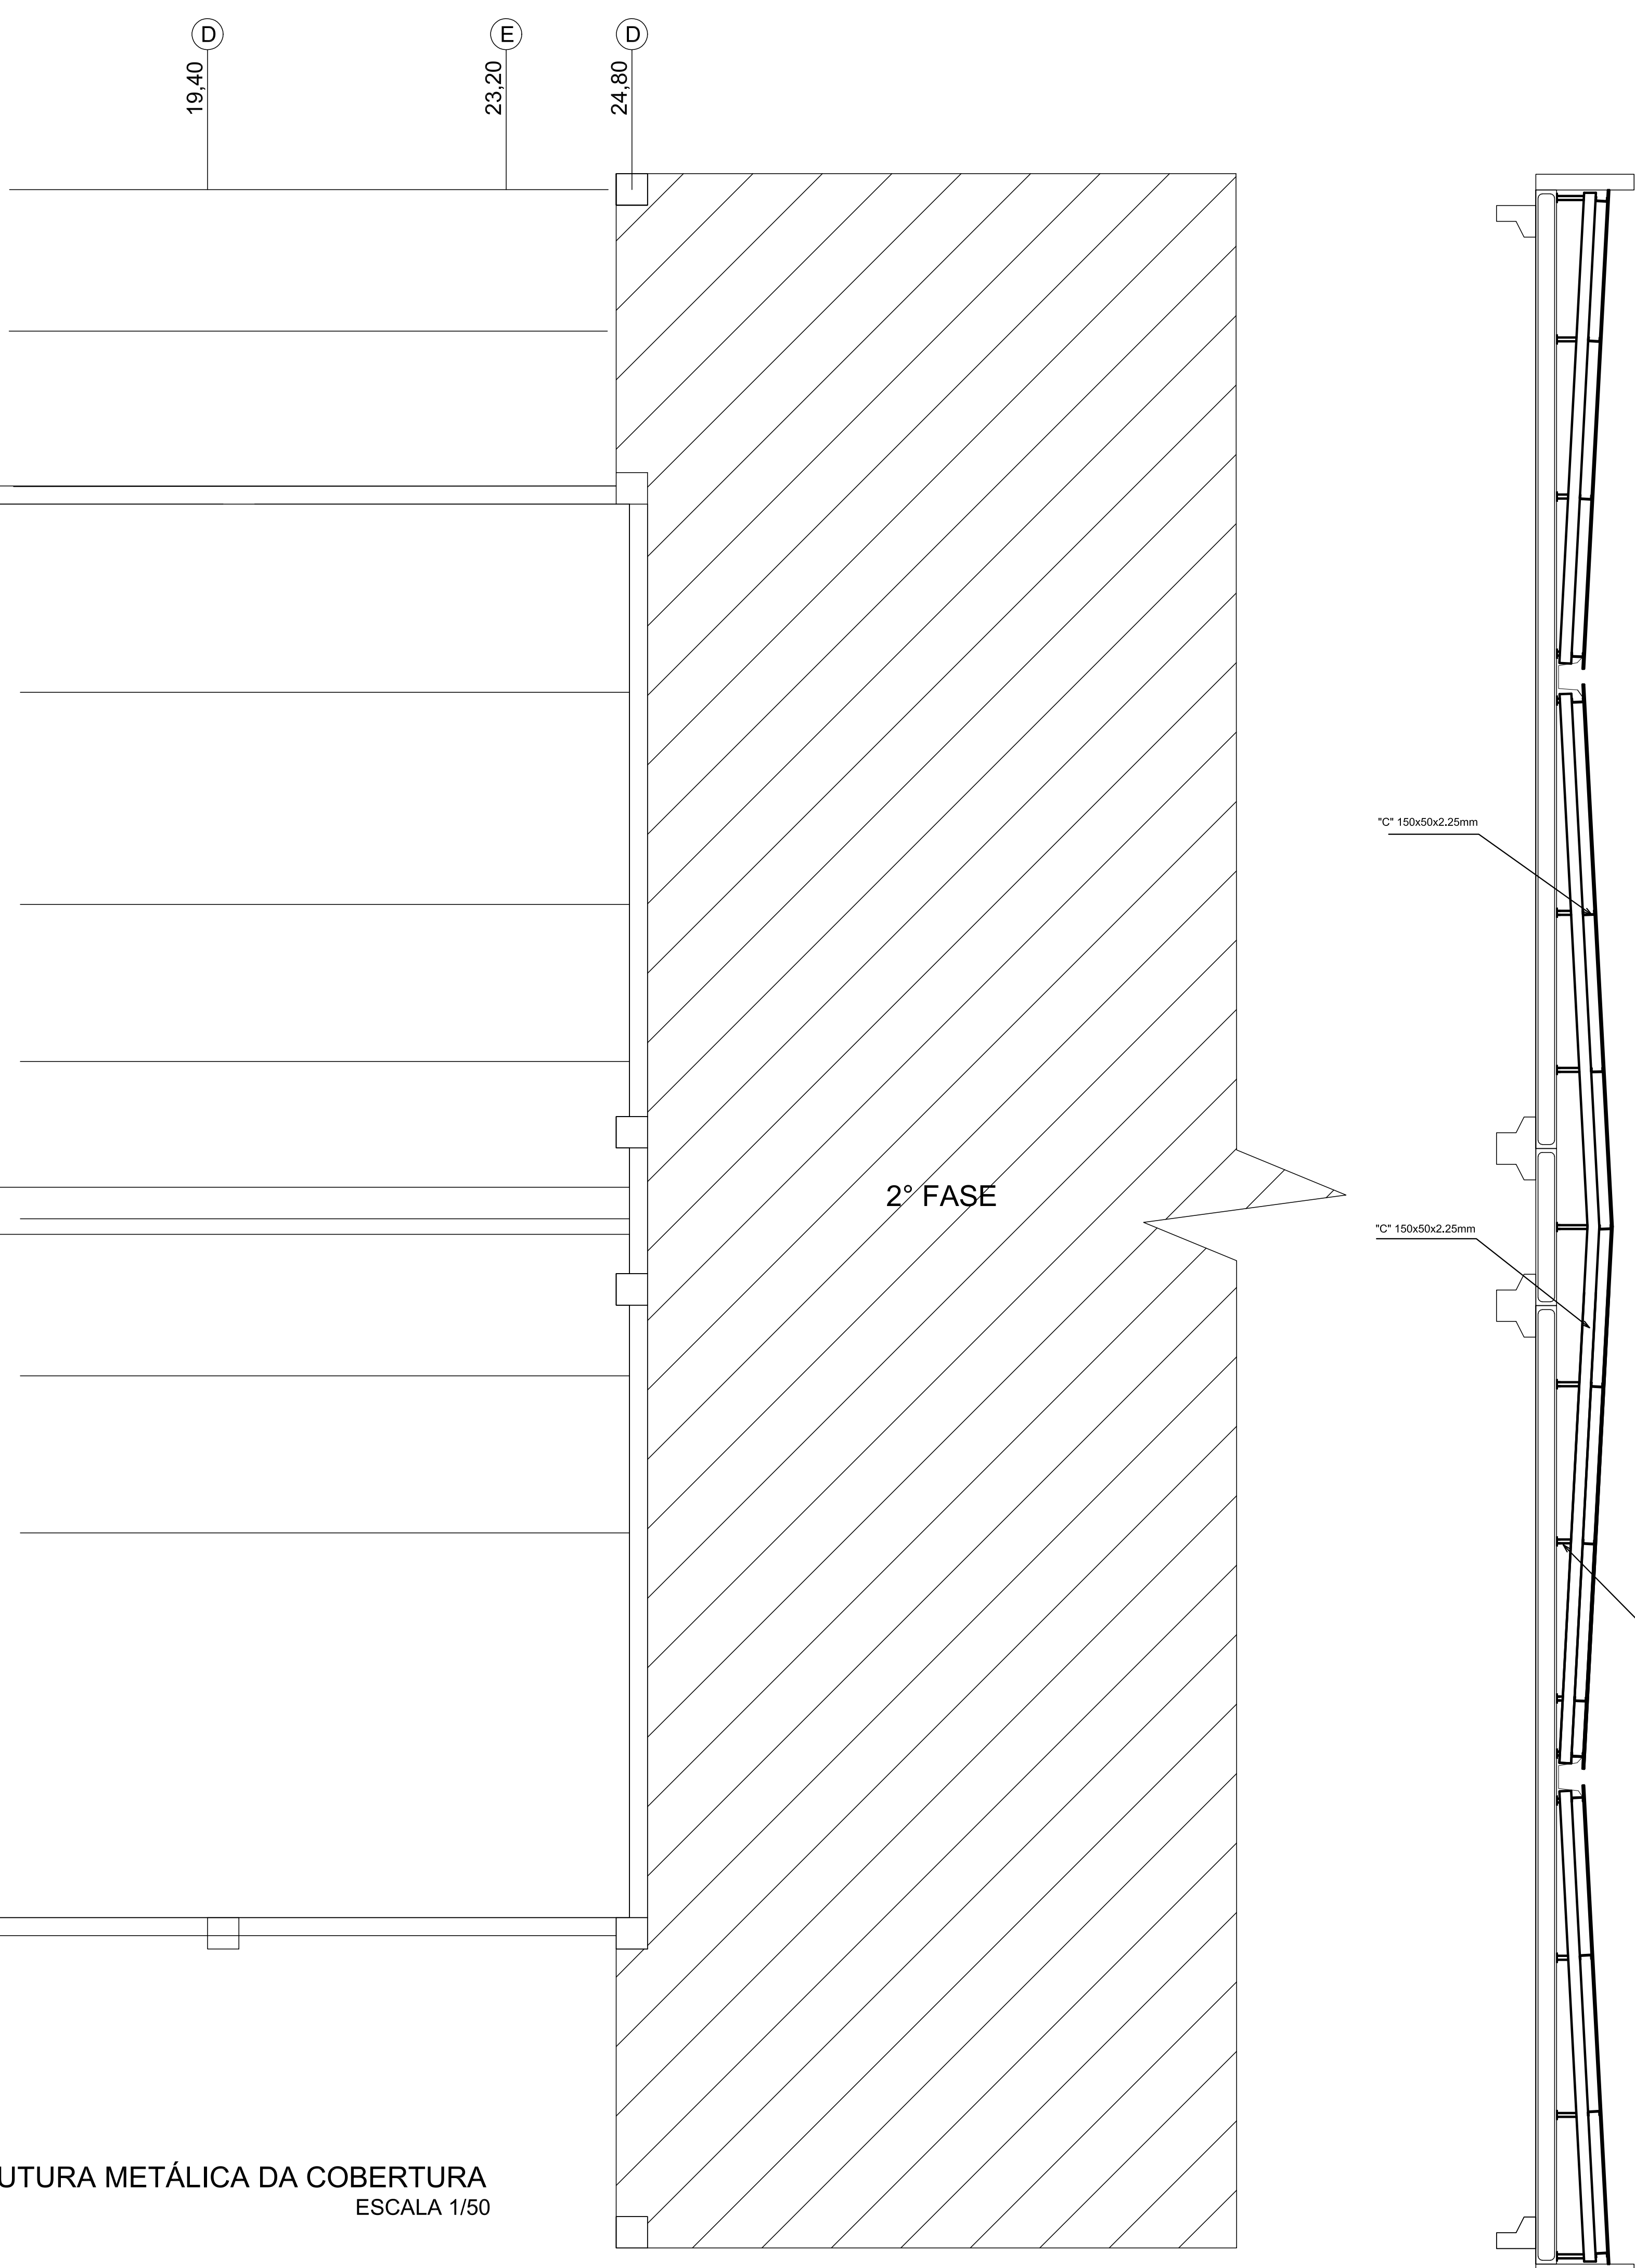 D
E
D
19,40
23,20
24,80
"C" 150x50x2.25mm
2° FASE
"C" 150x50x2.25mm
UTURA METÁLICA DA COBERTURA
ESCALA 1/50